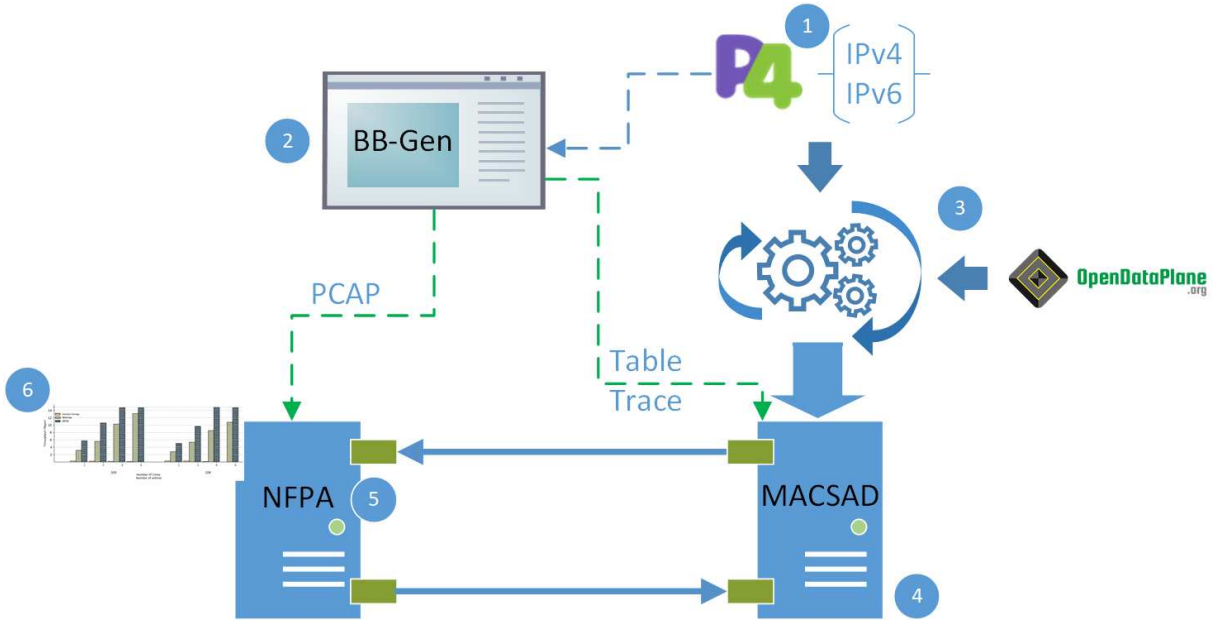 1
P4
IPv4
IPv6
2
BB-Gen
3
OpenDataPlane
.org
PCAP
Table
Trace
6
NFPA
5
MACSAD
4